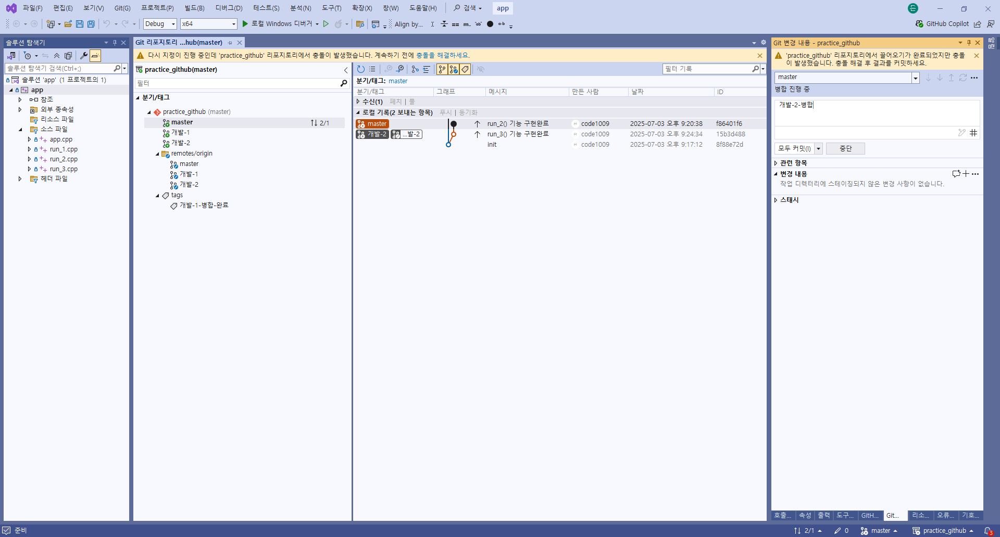 파일(F) 편집(E) 보기(V) Git(G) 프로젝트(P) 빌드(B) 디버그(D) 테스트(S) 분석(N) 도구(T) 확장(X) 창(W) 도움말(H) 검색 app
Debug x64 로컬 Windows 디버거 Align by... GitHub Copilot
솔루션 탐색기
솔루션 탐색기 검색(Ctrl+;)
솔루션 'app' (1 프로젝트의 1)
app
참조
외부 종속성
리소스 파일
소스 파일
app.cpp
run_1.cpp
run_2.cpp
run_3.cpp
헤더 파일
Git 리포지토리 ...hub(master)
다시 지정이 진행 중인데 'practice_github' 리포지토리에서 충돌이 발생했습니다. 계속하기 전에 충돌을 해결하세요.
practice_github(master)
필터
분기/태그
practice_github (master)
master 2/1
개발-1
개발-2
remotes/origin
master
개발-1
개발-2
tags
개발-1-병합-완료
필터 기록
분기/태그: master
분기/태그 그래프 메시지 만든 사람 날짜 ID
수신(1) 페치 | 풀
로컬 기록(2 보내는 항목) 푸시 | 동기화
master run_2() 기능 구현완료 code1009 2025-07-03 오후 9:20:38 f86401f6
개발-2 ...발-2 run_3() 기능 구현완료 code1009 2025-07-03 오후 9:24:34 15b3d488
init code1009 2025-07-03 오후 9:17:12 8f88e72d
Git 변경 내용 - practice_github
'practice_github' 리포지토리에서 끌어오기가 완료되었지만 충돌
이 발생했습니다. 충돌 해결 후 결과를 커밋하세요.
master
병합 진행 중
개발-2-병합
모두 커밋(I) 중단
관련 항목
변경 내용
작업 디렉터리에 스테이징되지 않은 변경 사항이 없습니다.
스태시
호출... 속성 출력 도구... GitH... Git... 리소... 오류... 기호...
알림
준비 2/1 0 master practice_github 3